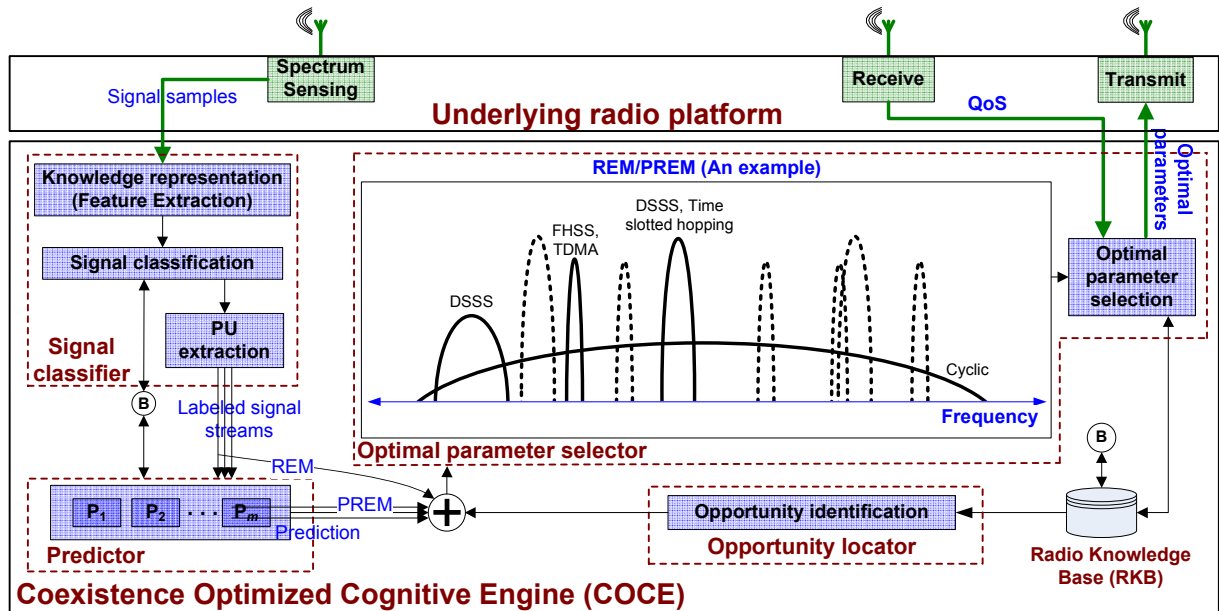 Spectrum
Sensing
Receive
Transmit
Signal samples
Underlying radio platform
QoS
Optimal
parameters
Knowledge representation
(Feature Extraction)
Signal classification
PU
extraction
Signal
classifier
REM/PREM (An example)
DSSS
FHSS,
TDMA
DSSS, Time
slotted hopping
Cyclic
Frequency
Optimal parameter selector
Optimal
parameter
selection
B
Labeled signal
streams
REM
P1 P2 . . . Pm
PREM
Prediction
Predictor
+
Opportunity identification
Opportunity locator
B
Radio Knowledge
Base (RKB)
Coexistence Optimized Cognitive Engine (COCE)